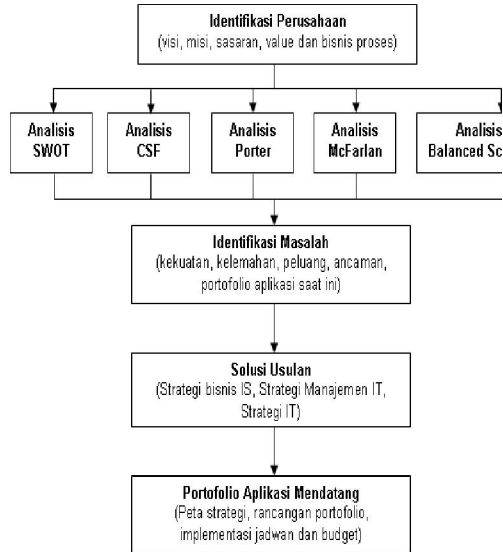 Identifikasi Perusahaan
(visi, misi, sasaran, value dan bisnis proses)
Analisis
SWOT
Analisis
CSF
Analisis
Porter
Analisis
McFarlan
Analisis
Balanced Sc
Identifikasi Masalah
(kekuatan, kelemahan, peluang, ancaman,
portofolio aplikasi saat ini)
Solusi Usulan
(Strategi bisnis IS, Strategi Manajemen IT,
Strategi IT)
Portofolio Aplikasi Mendatang
(Peta strategi, rancangan portofolio,
implementasi jadwan dan budget)